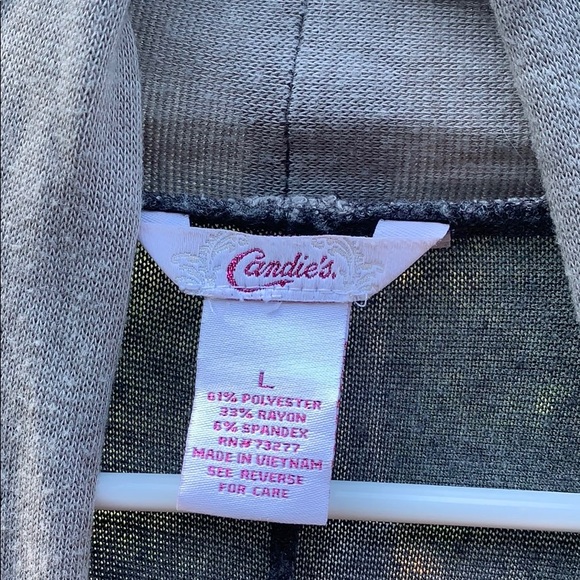 Candie's.
L
61% POLYESTER
33% RAYON
6% SPANDEX
RN# 73277
MADE IN VIETNAM
SEE REVERSE
FOR CARE